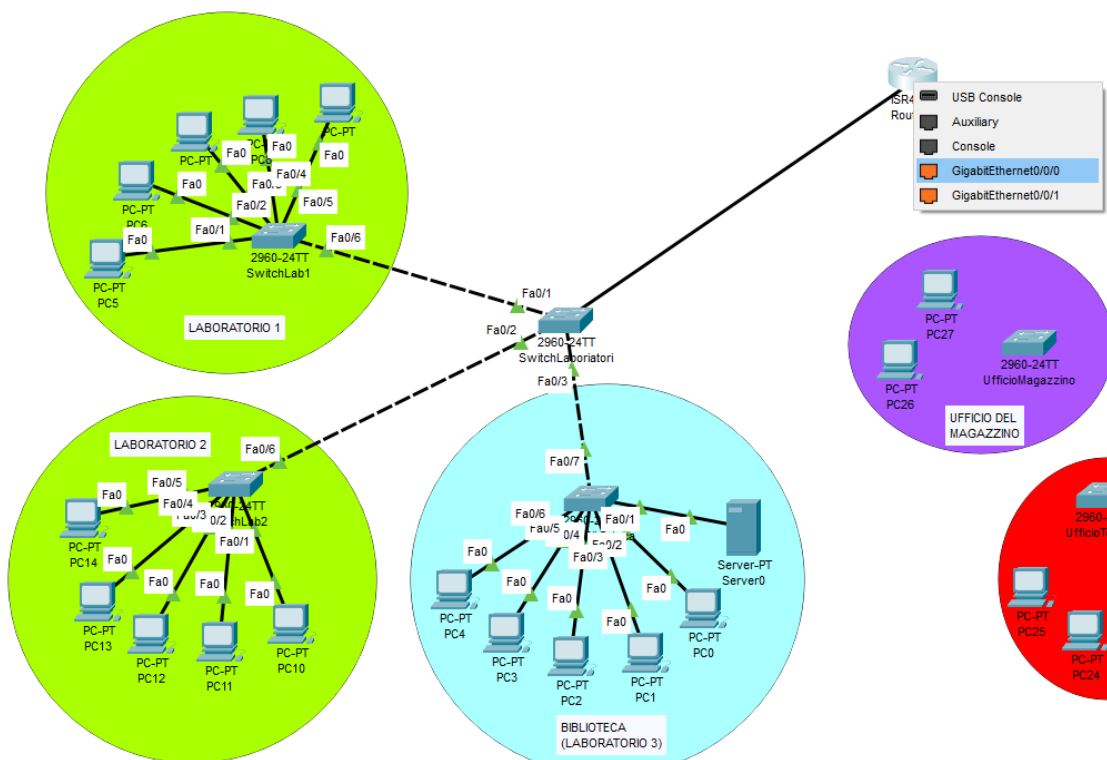 ISR4
Rout
USB Console
Auxiliary
Console
GigabitEthernet0/0/0
GigabitEthernet0/0/1
PC-PT
PC-PT
Fa0
Fa0
Fa0
Fa0/4
PC-PT
PC6
Fa0
Fa0/2
Fa0/5
Fa0
Fa0/1
Fa0/6
2960-24TT
SwitchLab1
PC-PT
PC5
LABORATORIO 1
Fa0/1
Fa0/2
2960-24TT
SwitchLaboriatori
Fa0/3
PC-PT
PC27
2960-24TT
UfficioMagazzino
PC-PT
PC26
UFFICIO DEL
MAGAZZINO
LABORATORIO 2
Fa0/6
Fa0/5
Fa0/4
Fa0
Fa0/1
PC-PT
PC14
Fa0
Fa0
Fa0
Fa0
PC-PT
PC13
PC-PT
PC12
PC-PT
PC11
PC-PT
PC10
Fa0/7
Fa0/6
Fa0/1
Fa0/3
Fa0
Server-PT
Server0
Fa0
Fa0
Fa0
Fa0
Fa0
PC-PT
PC4
PC-PT
PC3
PC-PT
PC2
PC-PT
PC1
PC-PT
PC0
BIBLIOTECA
(LABORATORIO 3)
PC-PT
PC25
PC-PT
PC24